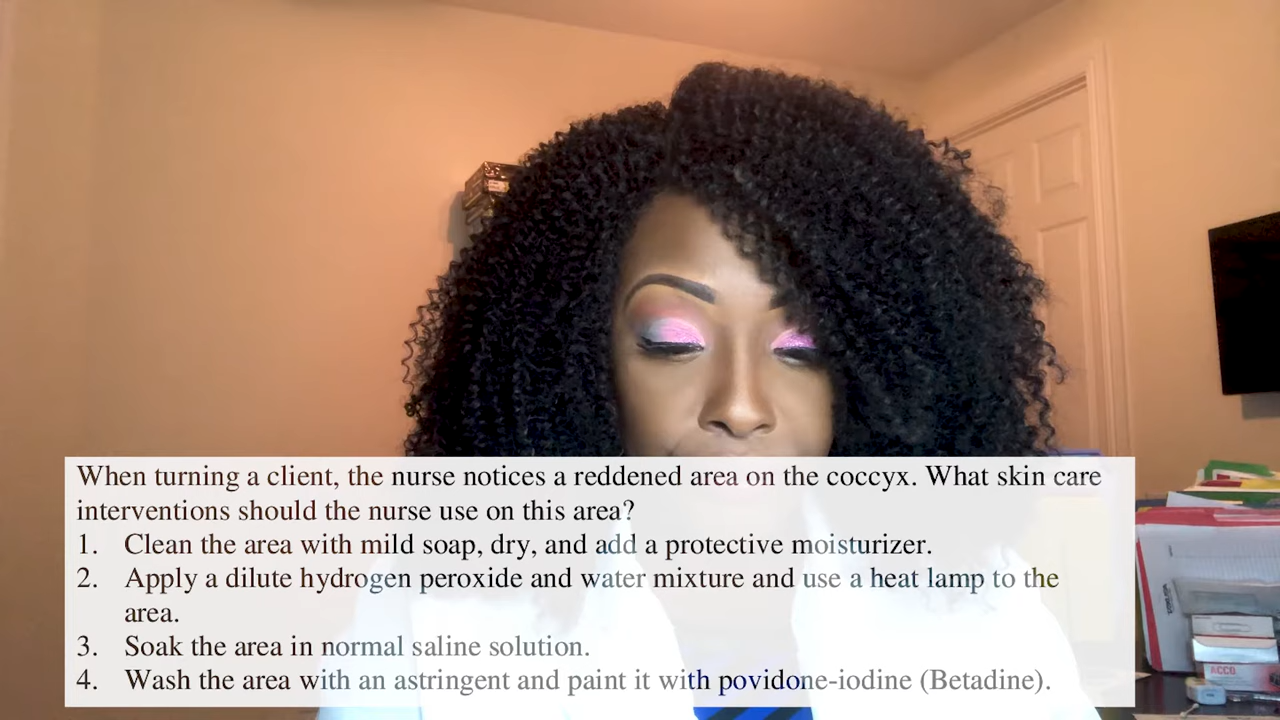 When turning a client, the nurse notices a reddened area on the coccyx. What skin care
interventions should the nurse use on this area?
1. Clean the area with mild soap, dry, and add a protective moisturizer.
2. Apply a dilute hydrogen peroxide and water mixture and use a heat lamp to the
area.
3. Soak the area in normal saline solution.
4. Wash the area with an astringent and paint it with povidone-iodine (Betadine).
ACCO